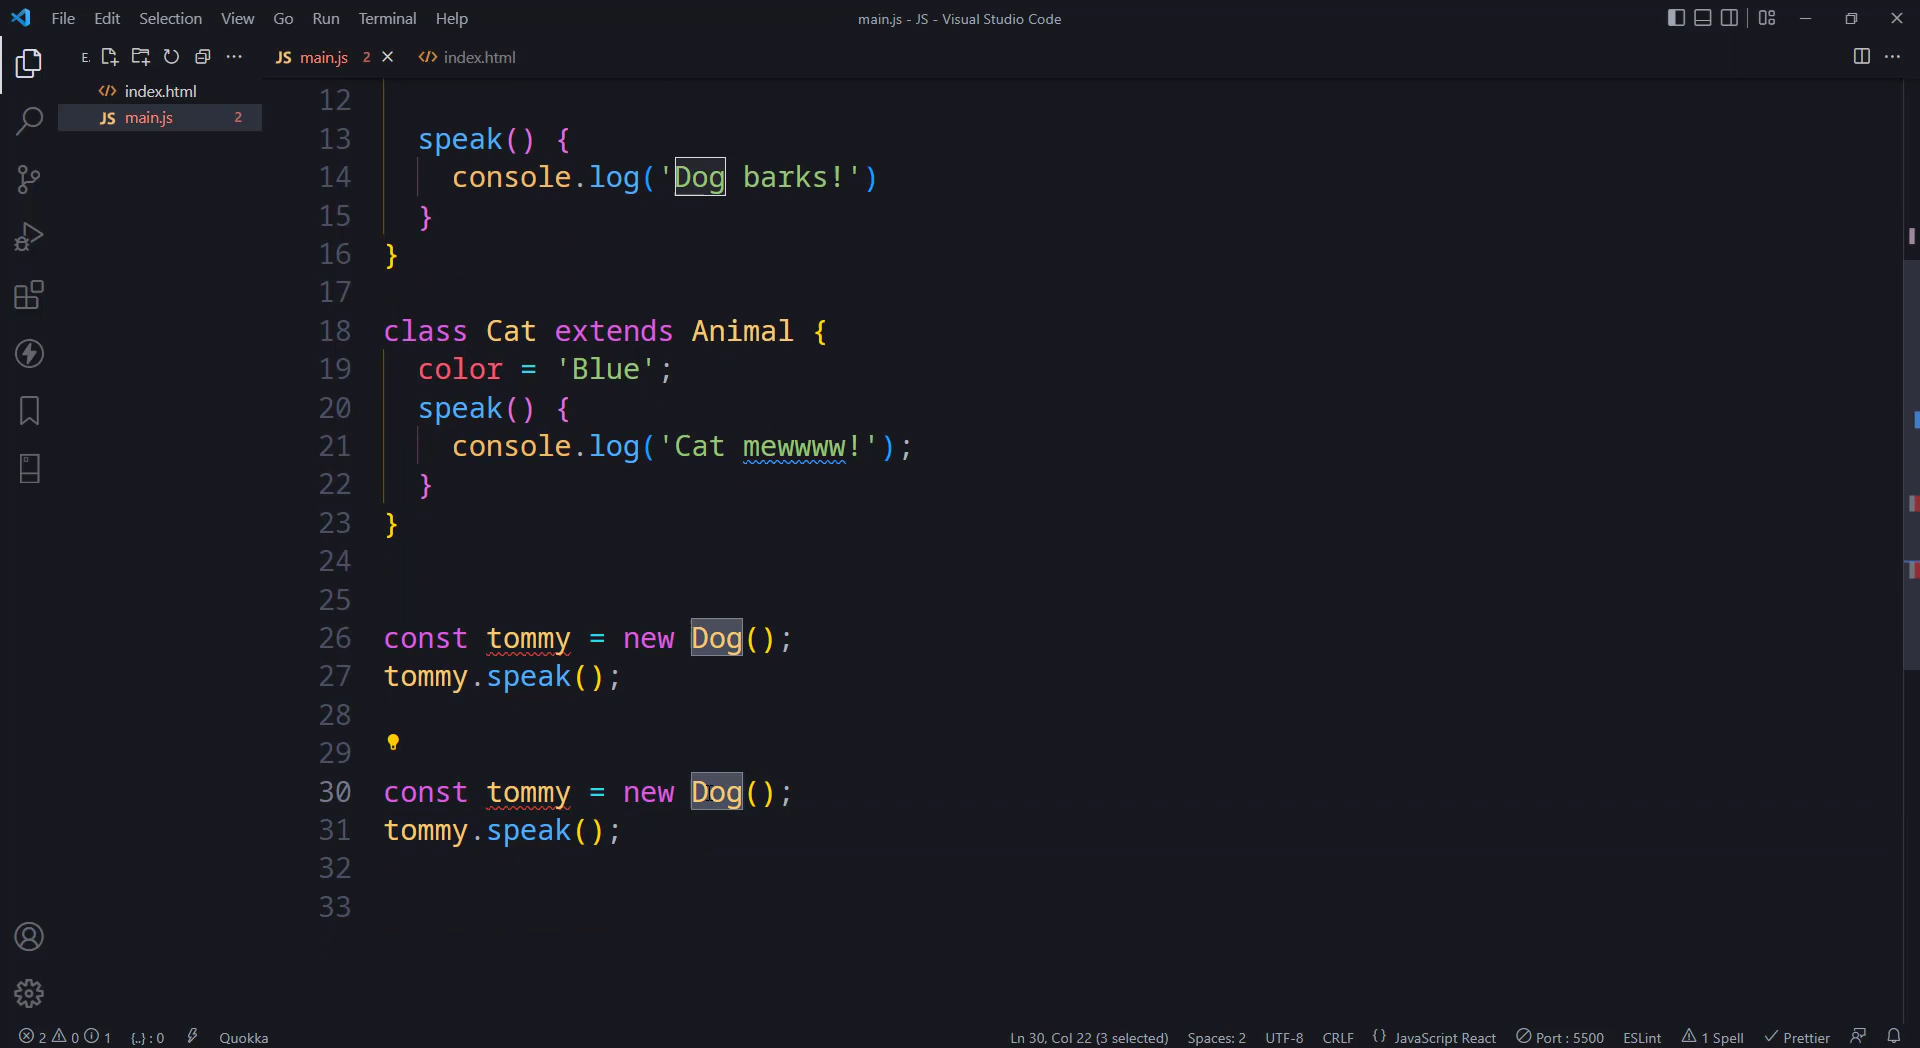 File Edit Selection View Go Run Terminal Help
main.js - JS - Visual Studio Code
E.
JS main.js 2
index.html
index.html
JS main.js 2
12
13 speak() {
14 console.log('Dog barks!')
15 }
16 }
17
18 class Cat extends Animal {
19 color = 'Blue';
20 speak() {
21 console.log('Cat mewwww!');
22 }
23 }
24
25
26 const tommy = new Dog();
27 tommy.speak();
28
29
30 const tommy = new Dog();
31 tommy.speak();
32
33
2 0 1 {..} : 0 Quokka Ln 30, Col 22 (3 selected) Spaces: 2 UTF-8 CRLF {} JavaScript React Port : 5500 ESLint 1 Spell Prettier